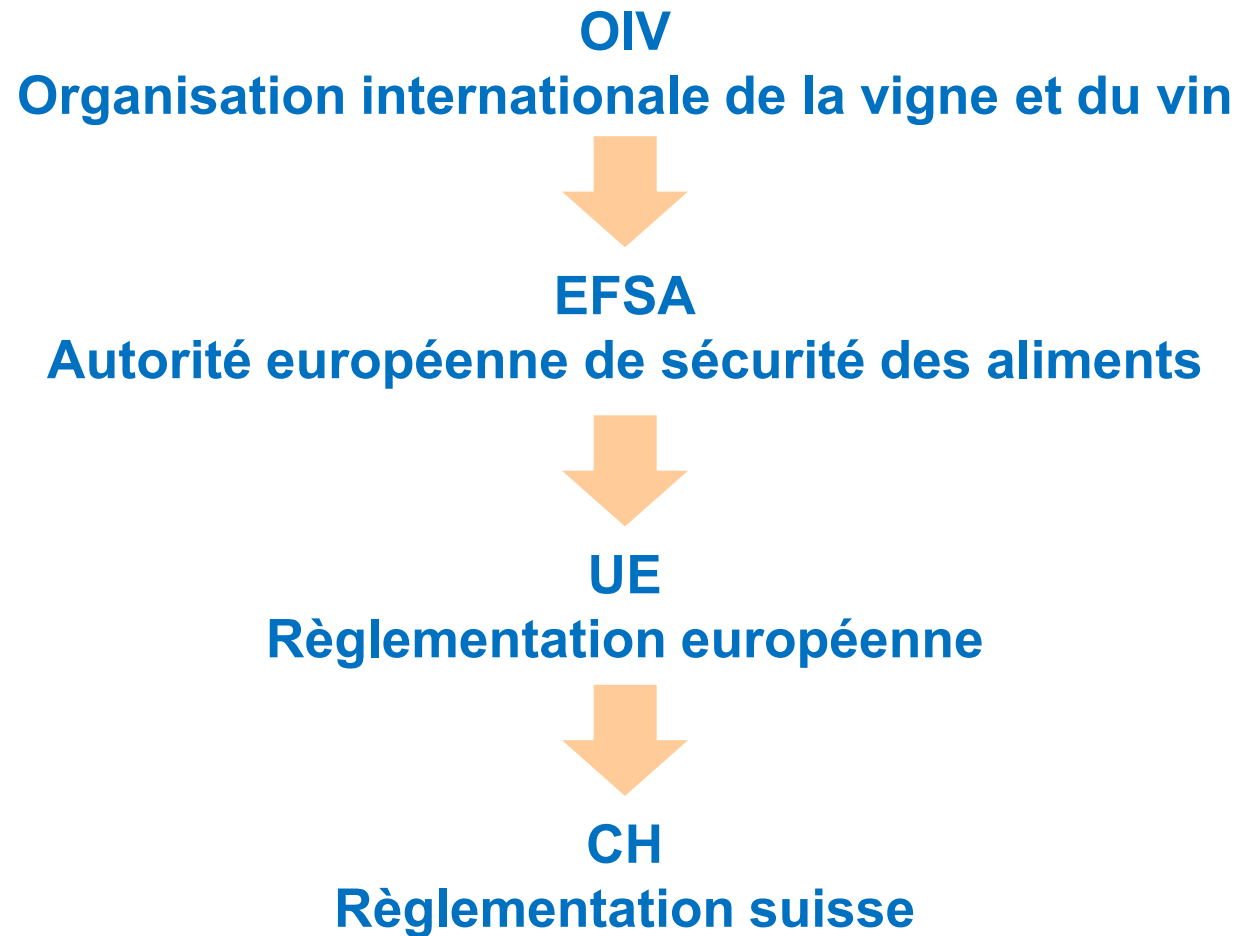 OIV
Organisation internationale de la vigne et du vin
EFSA
Autorité européenne de sécurité des aliments
UE
Règlementation européenne
CH
Règlementation suisse